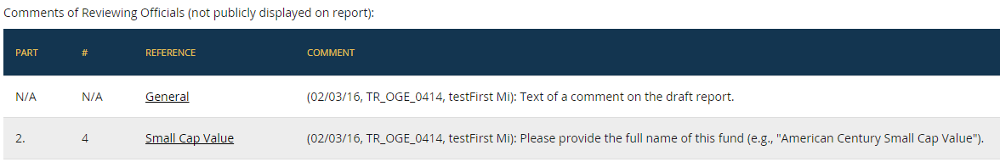 Comments of Reviewing Officials (not publicly displayed on report):
PART # REFERENCE COMMENT
N/A N/A General (02/03/16, TR_OGE_0414, testFirst Mi): Text of a comment on the draft report.
2. 4 Small Cap Value (02/03/16, TR_OGE_0414, testFirst Mi): Please provide the full name of this fund (e.g., "American Century Small Cap Value").